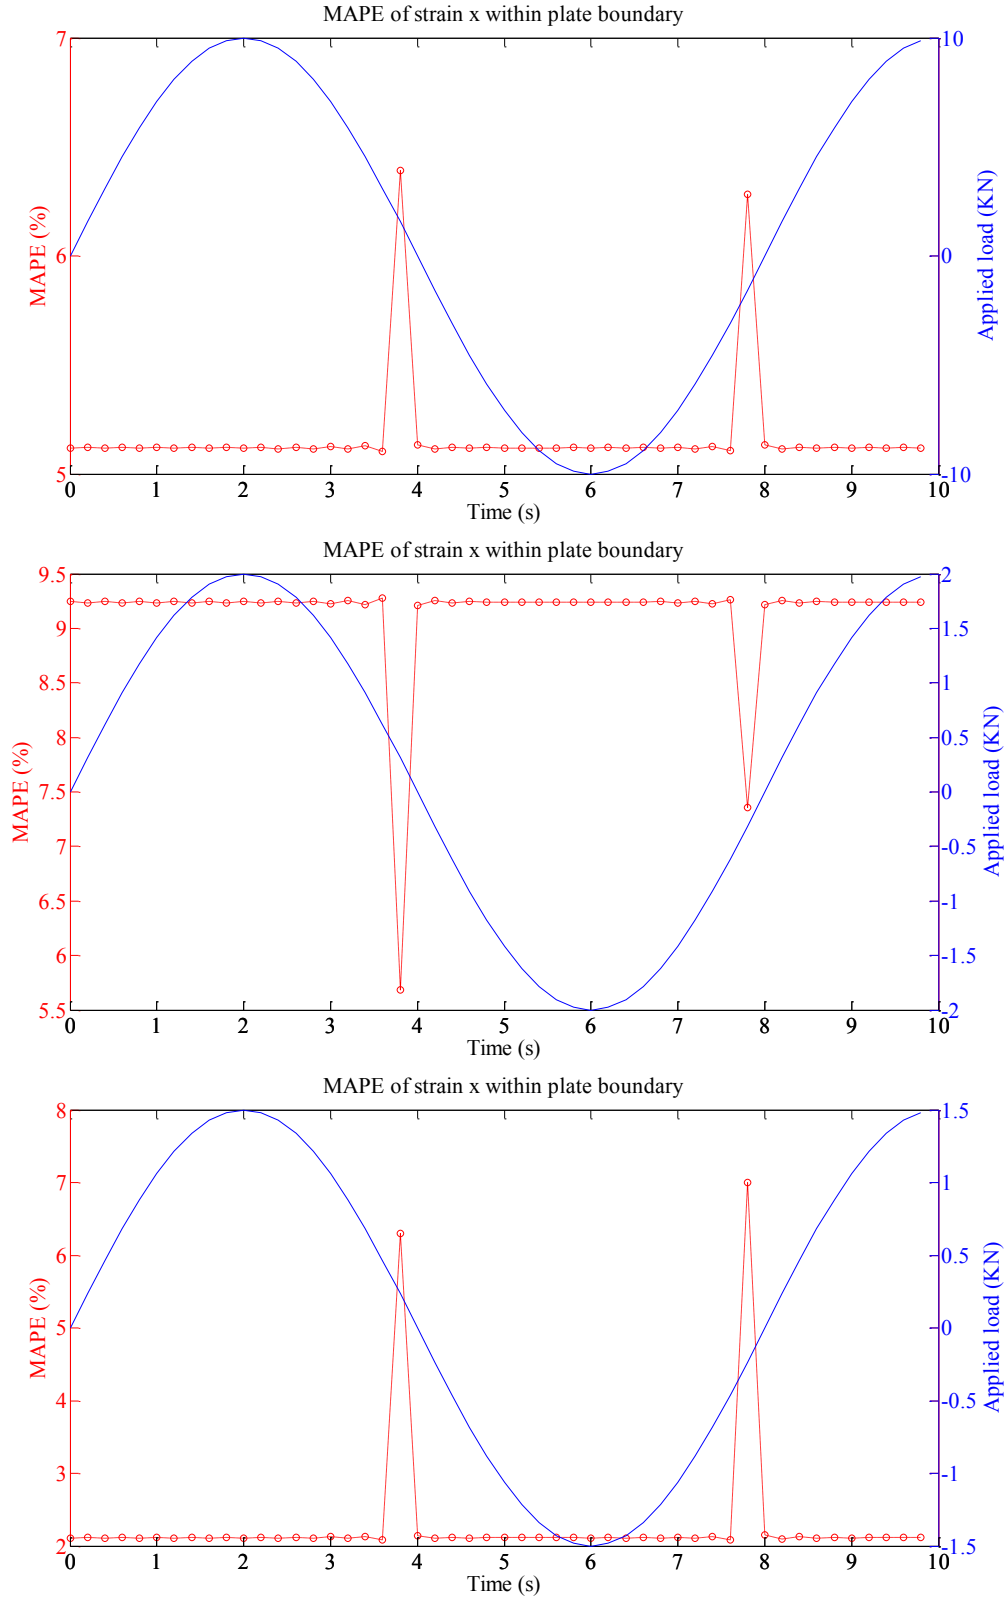 MAPE of strain x within plate boundary
7
6
5
MAPE (%)
10
0
-10
Applied load (KN)
0 1 2 3 4 5 6 7 8 9 10
Time (s)
MAPE of strain x within plate boundary
9.5
9
8.5
8
7.5
7
6.5
6
5.5
MAPE (%)
2
1.5
1
0.5
0
-0.5
-1
-1.5
-2
Applied load (KN)
0 1 2 3 4 5 6 7 8 9 10
Time (s)
MAPE of strain x within plate boundary
8
7
6
5
4
3
2
MAPE (%)
1.5
1
0.5
0
-0.5
-1
-1.5
Applied load (KN)
0 1 2 3 4 5 6 7 8 9 10
Time (s)